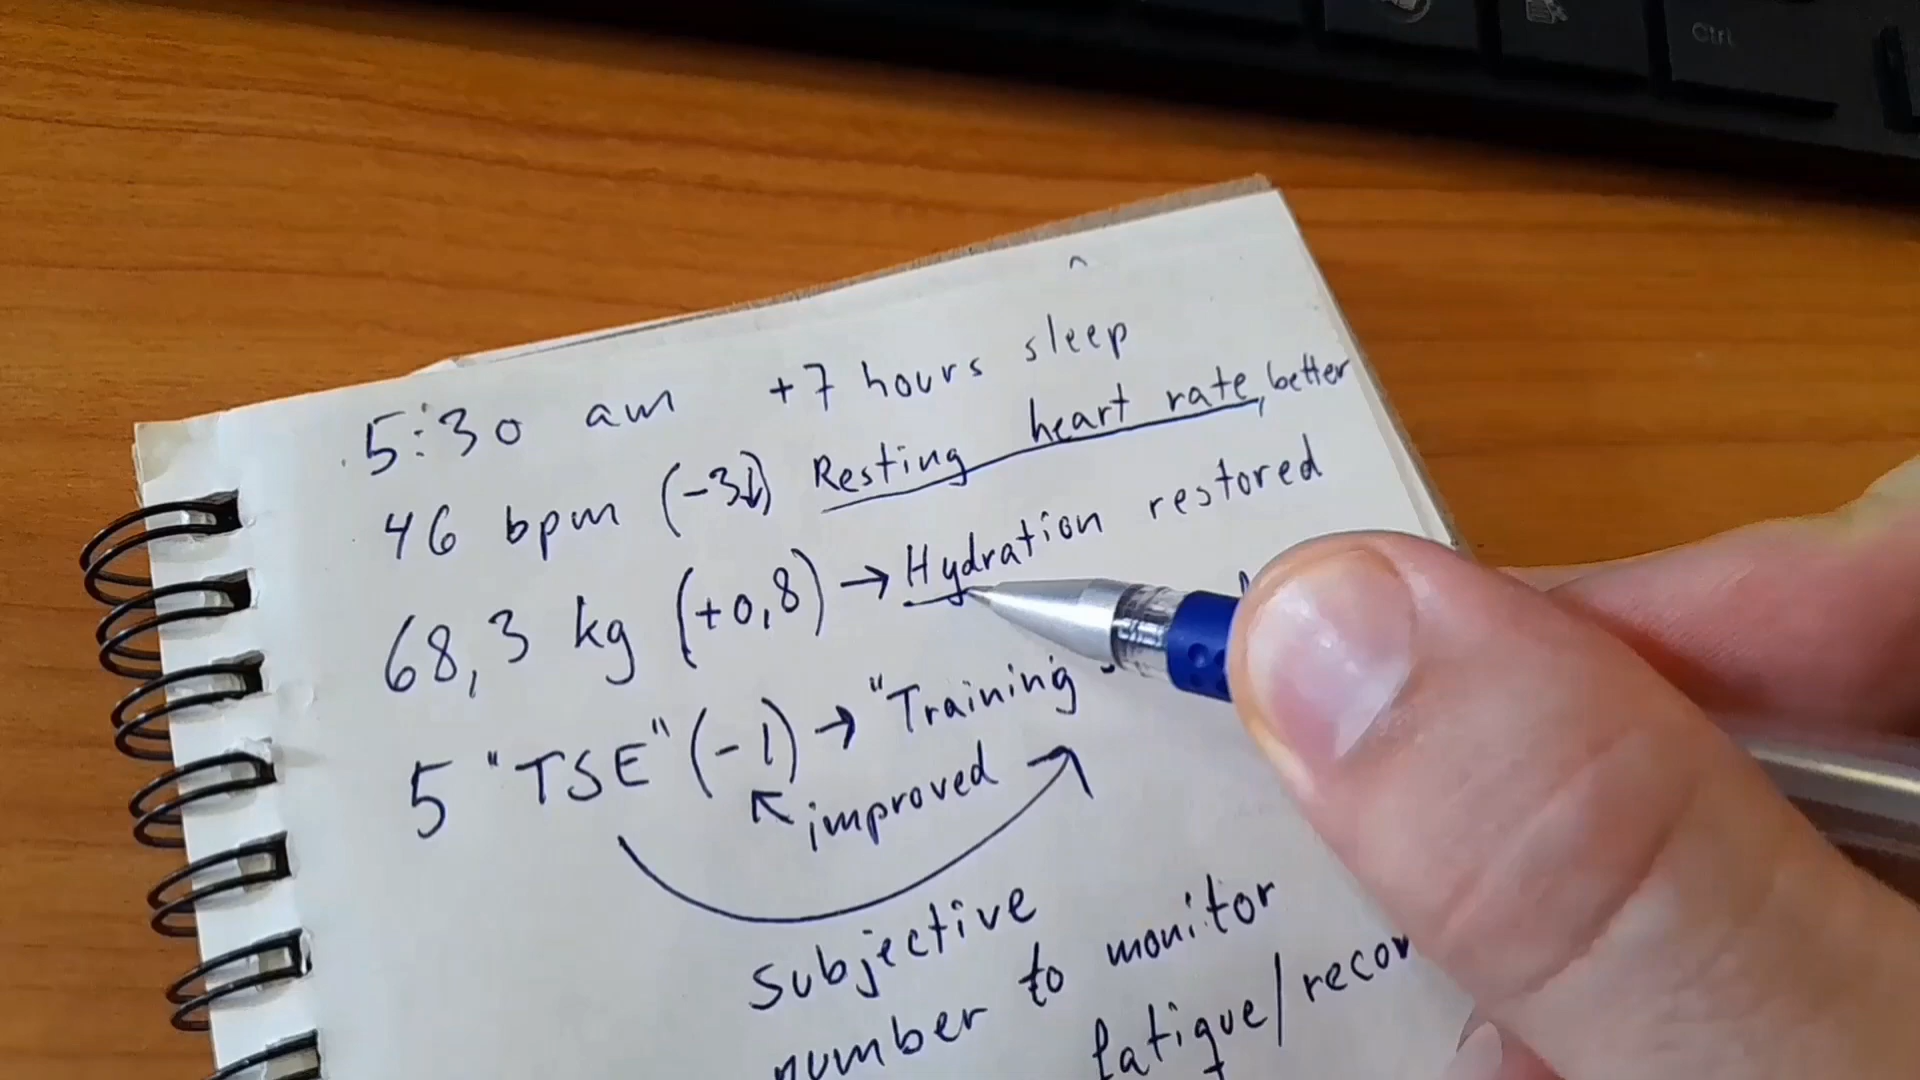 Ctrl
5:30 am +7 hours sleep
46 bpm (-3↓) Resting heart rate, better
68,3 kg (+0,8) → Hydration restored
5 "TSE" (-1) → "Training
improved
subjective
number to monitor
fatigue/